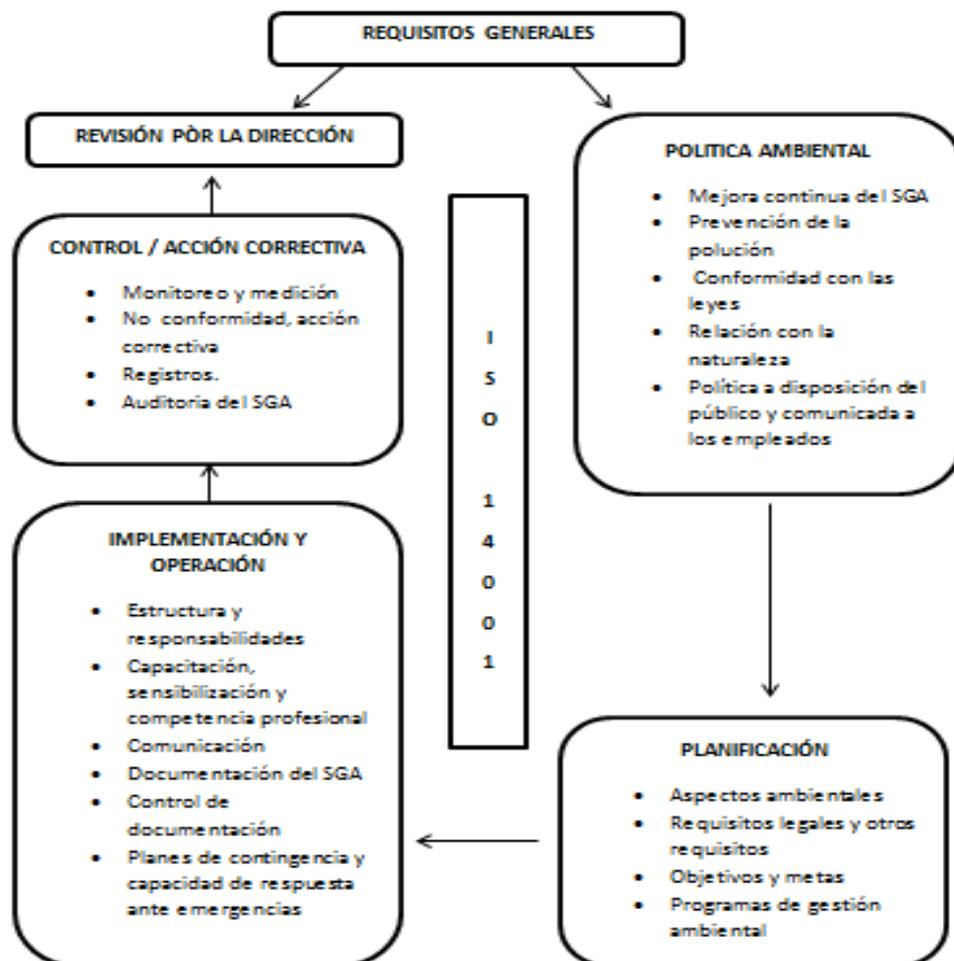 REQUISITOS GENERALES
REVISIÓN PÒR LA DIRECCIÓN
POLITICA AMBIENTAL
• Mejora continua del SGA
• Prevención de la
polución
• Conformidad con las
leyes
• Relación con la
naturaleza
• Política a disposición del
público y comunicada a
los empleados
CONTROL / ACCIÓN CORRECTIVA
• Monitoreo y medición
• No conformidad, acción
correctiva
• Registros.
• Auditoria del SGA
I
S
O
1
4
0
0
1
IMPLEMENTACIÓN Y
OPERACIÓN
• Estructura y
responsabilidades
• Capacitación,
sensibilización y
competencia profesional
• Comunicación
• Documentación del SGA
• Control de
documentación
• Planes de contingencia y
capacidad de respuesta
ante emergencias
PLANIFICACIÓN
• Aspectos ambientales
• Requisitos legales y otros
requisitos
• Objetivos y metas
• Programas de gestión
ambiental